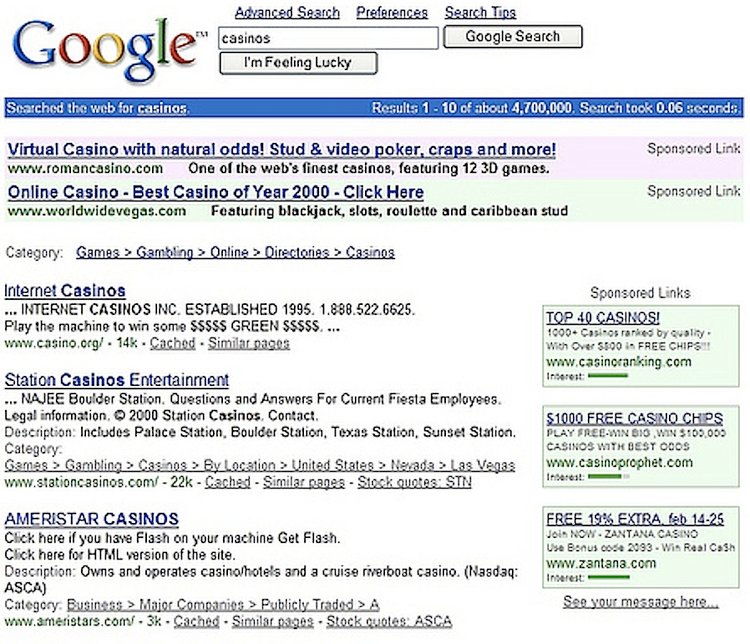 Advanced Search Preferences Search Tips
Google™
casinos Google Search
I'm Feeling Lucky
Searched the web for casinos. Results 1 - 10 of about 4,700,000. Search took 0.06 seconds.
Virtual Casino with natural odds! Stud & video poker, craps and more! Sponsored Link
www.romancasino.com One of the web's finest casinos, featuring 12 3D games.
Online Casino - Best Casino of Year 2000 - Click Here Sponsored Link
www.worldwidevegas.com Featuring blackjack, slots, roulette and caribbean stud
Category: Games > Gambling > Online > Directories > Casinos
Internet Casinos
... INTERNET CASINOS INC. ESTABLISHED 1995. 1.888.522.6625.
Play the machine to win some $$$$$ GREEN $$$$$. ...
www.casino.org/ - 14k - Cached - Similar pages
Station Casinos Entertainment
... NAJEE Boulder Station. Questions and Answers For Current Fiesta Employees.
Legal information. © 2000 Station Casinos. Contact.
Description: Includes Palace Station, Boulder Station, Texas Station, Sunset Station.
Category:
Games > Gambling > Casinos > By Location > United States > Nevada > Las Vegas
www.stationcasinos.com/ - 22k - Cached - Similar pages - Stock quotes: STN
AMERISTAR CASINOS
Click here if you have Flash on your machine Get Flash.
Click here for HTML version of the site.
Description: Owns and operates casino/hotels and a cruise riverboat casino. (Nasdaq:
ASCA)
Category: Business > Major Companies > Publicly Traded > A
www.ameristars.com/ - 3k - Cached - Similar pages - Stock quotes: ASCA
Sponsored Links
TOP 40 CASINOS!
1000+ Casinos ranked by quality -
With Over $500 in FREE CHIPS!!!
www.casinoranking.com
Interest:
$1000 FREE CASINO CHIPS
PLAY FREE-WIN BIG ,WIN $100,000
CASINOS WITH BEST ODDS
www.casinoprophet.com
Interest:
FREE 19% EXTRA, feb 14-25
Join NOW - ZANTANA CASINO
Use Bonus code 2093 - Win Real Ca$h
www.zantana.com
Interest:
See your message here...